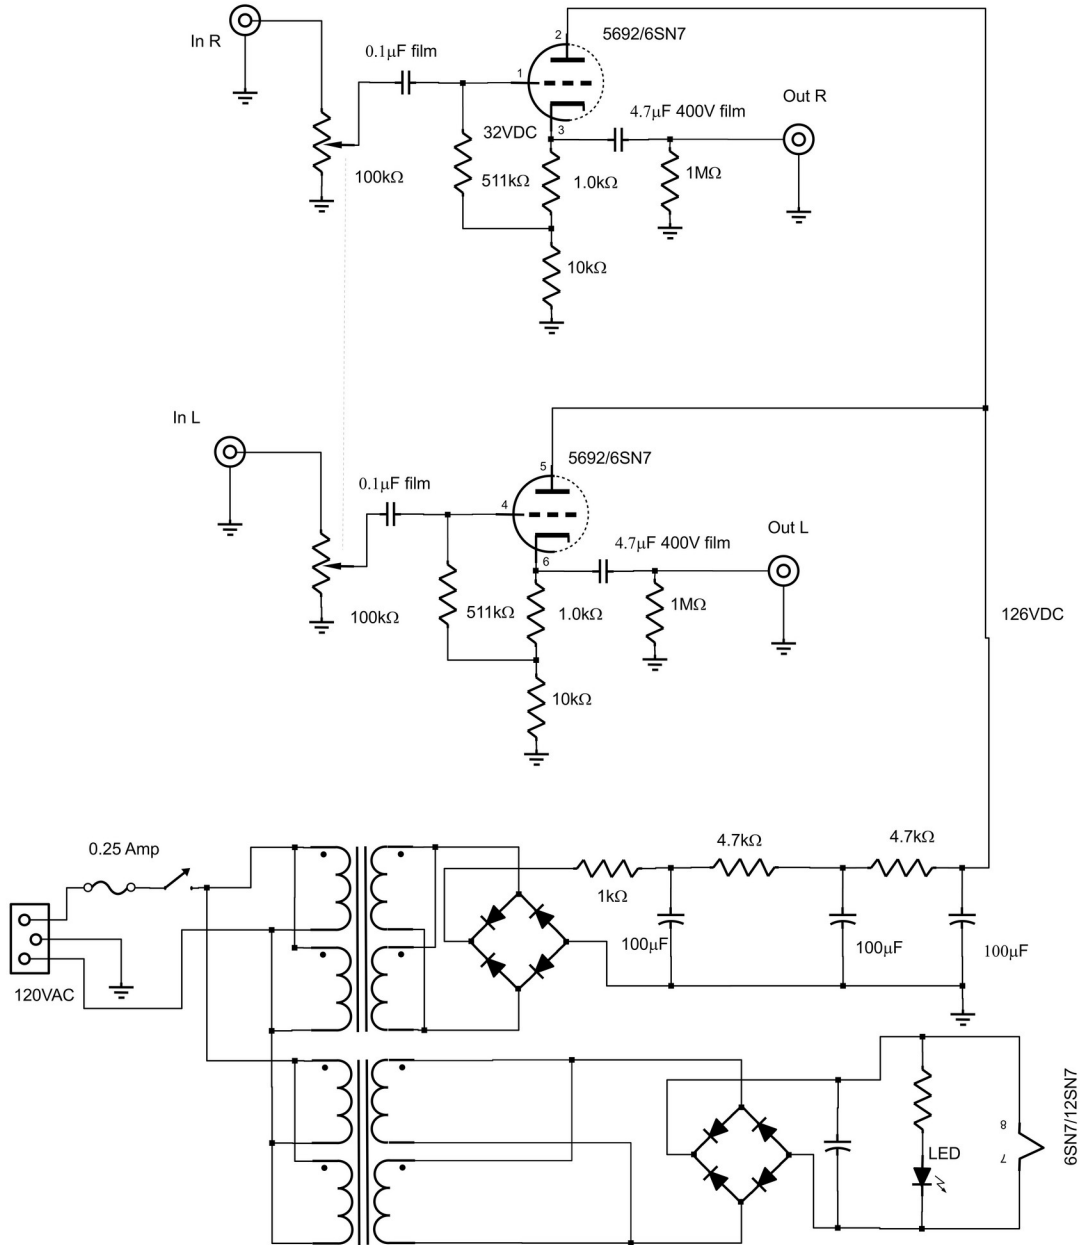 In R
0.1µF film
2
5692/6SN7
1
4.7µF 400V film
Out R
32VDC
3
100kΩ
511kΩ
1.0kΩ
1MΩ
10kΩ
In L
5
5692/6SN7
0.1µF film
4
Out L
4.7µF 400V film
6
100kΩ
511kΩ
1.0kΩ
1MΩ
126VDC
10kΩ
0.25 Amp
4.7kΩ
4.7kΩ
1kΩ
100µF
100µF
100µF
120VAC
8
7
LED
6SN7/12SN7